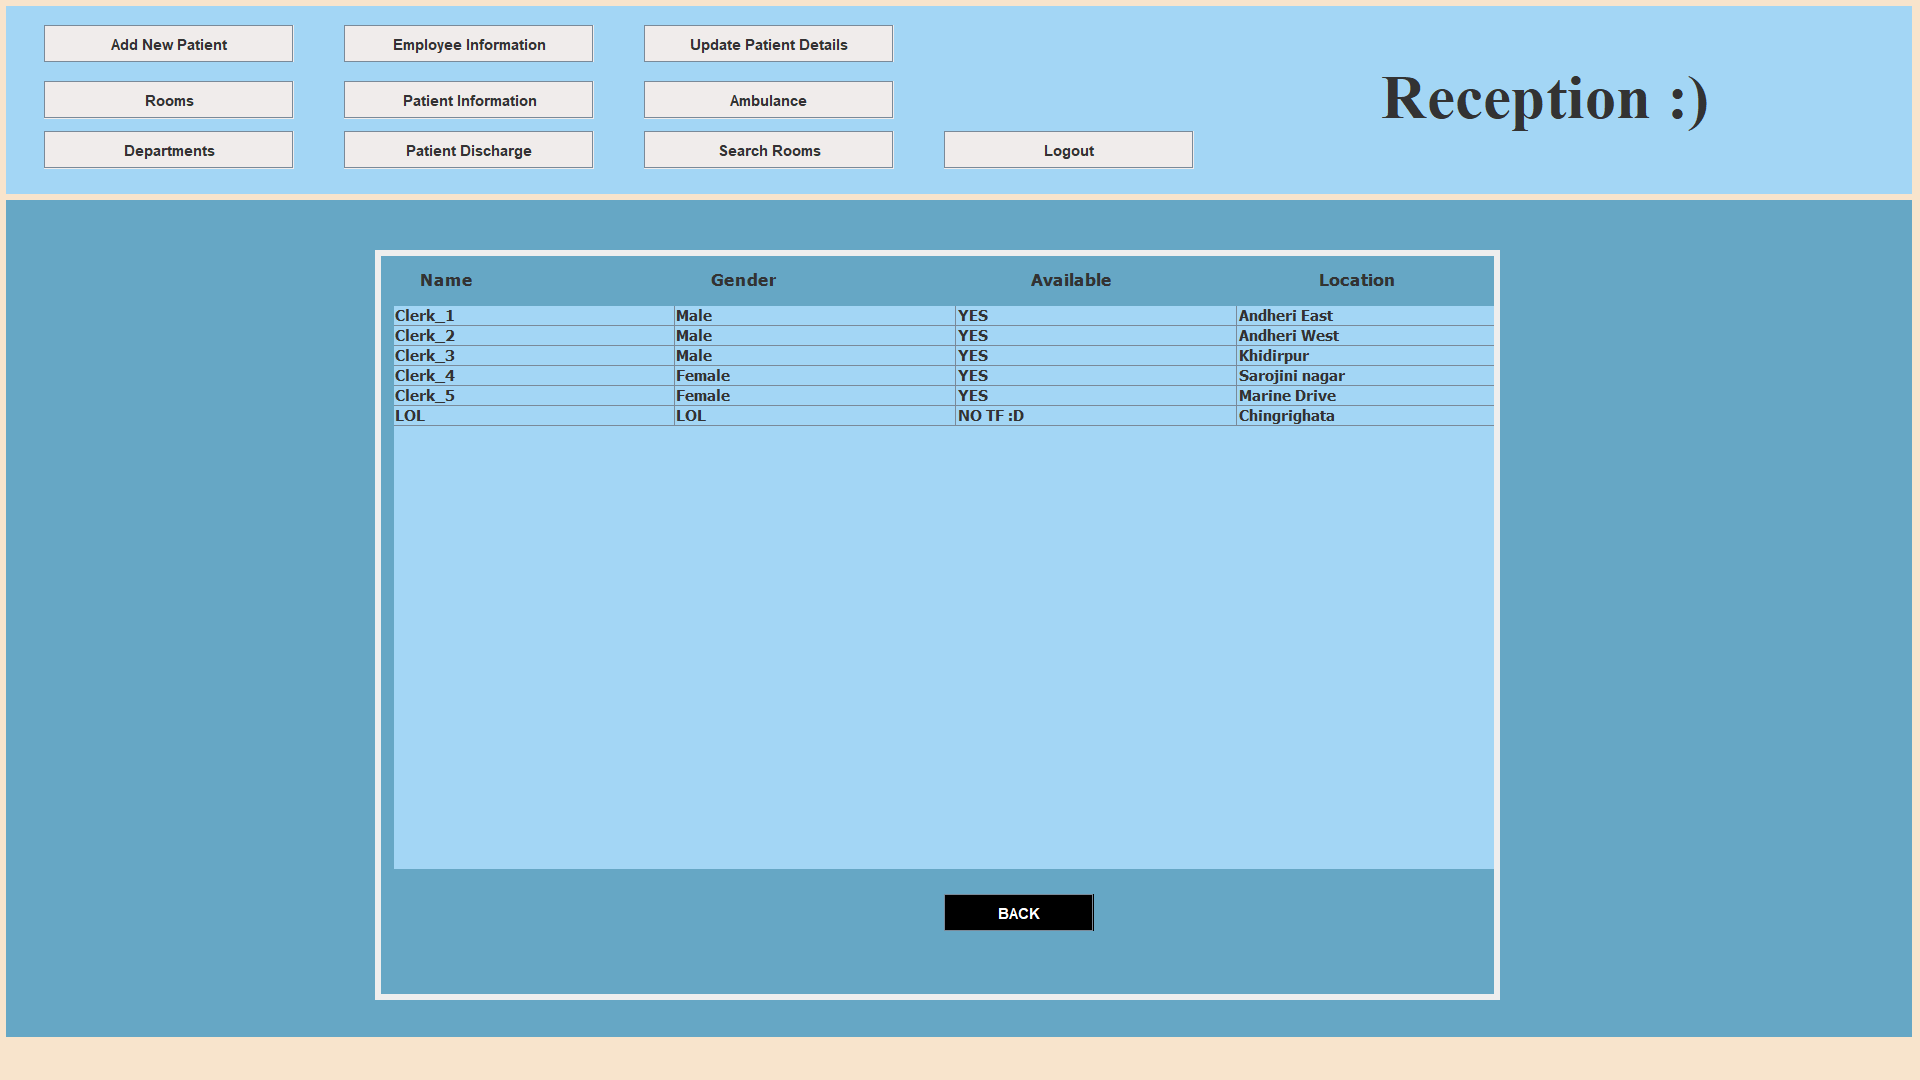 Add New Patient Employee Information Update Patient Details
Reception :)
Rooms Patient Information Ambulance
Departments Patient Discharge Search Rooms Logout
Name Gender Available Location
Clerk_1 Male YES Andheri East
Clerk_2 Male YES Andheri West
Clerk_3 Male YES Khidirpur
Clerk_4 Female YES Sarojini nagar
Clerk_5 Female YES Marine Drive
LOL LOL NO TF :D Chingrighata
BACK